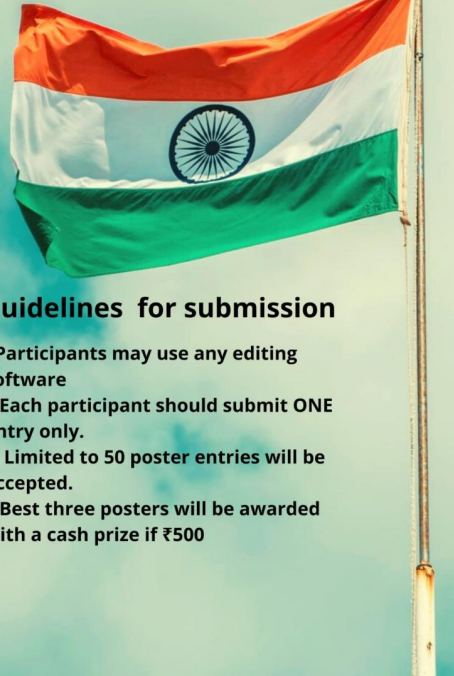 uidelines for submission
Participants may use any editing
oftware
Each participant should submit ONE
ntry only.
Limited to 50 poster entries will be
ccepted.
Best three posters will be awarded
ith a cash prize if ₹500